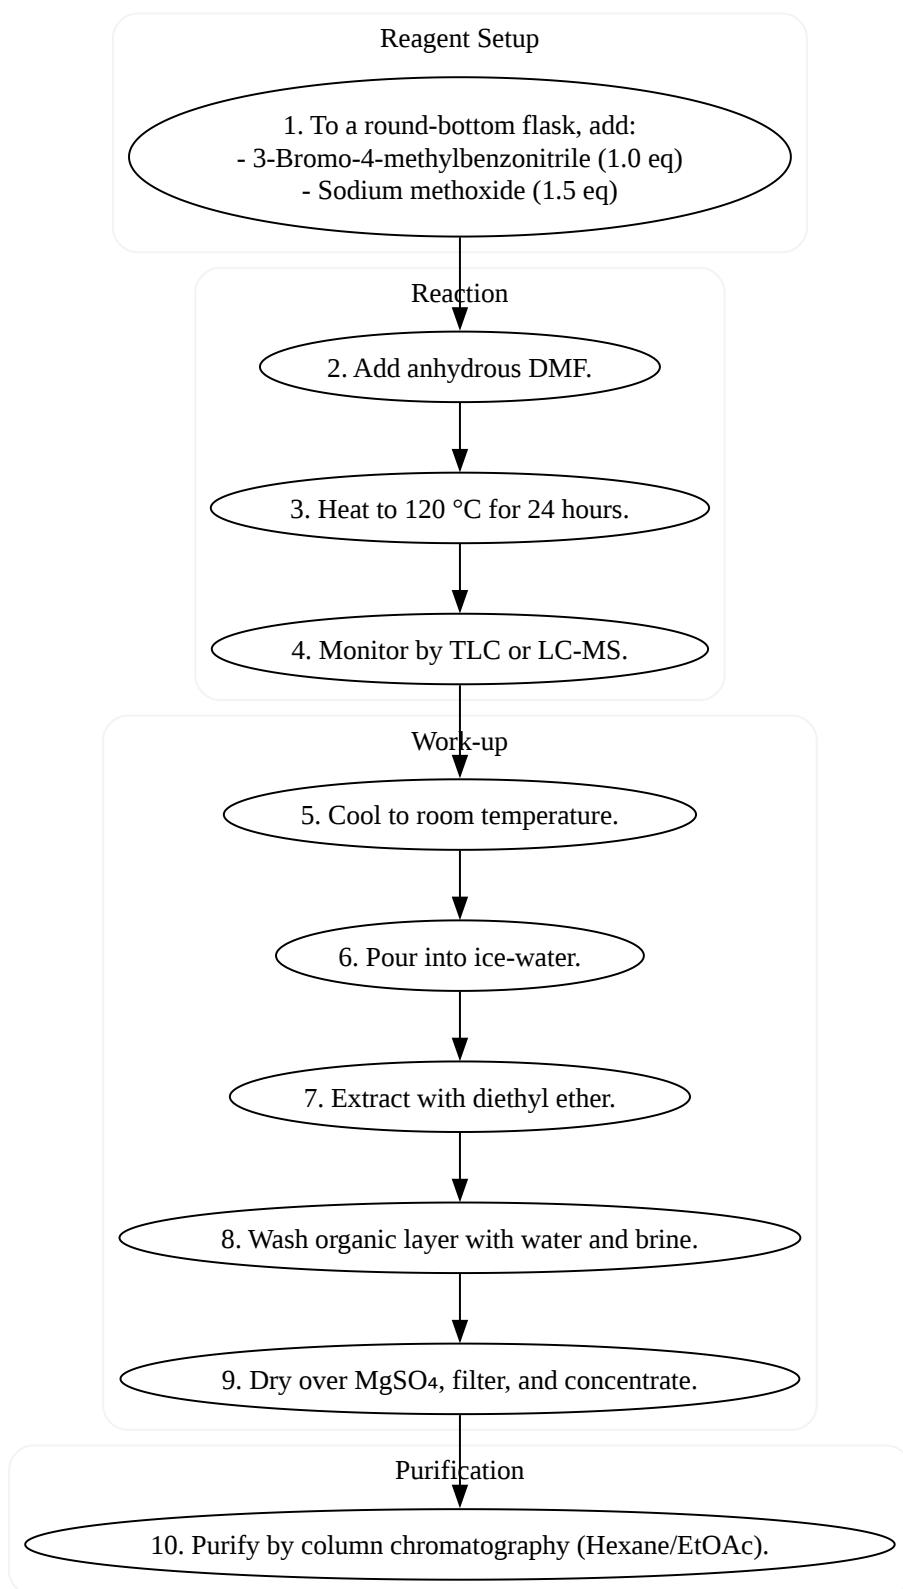 Reagent Setup
1. To a round-bottom flask, add:
- 3-Bromo-4-methylbenzonitrile (1.0 eq)
- Sodium methoxide (1.5 eq)
Reaction
2. Add anhydrous DMF.
3. Heat to 120 °C for 24 hours.
4. Monitor by TLC or LC-MS.
Work-up
5. Cool to room temperature.
6. Pour into ice-water.
7. Extract with diethyl ether.
8. Wash organic layer with water and brine.
9. Dry over MgSO₄, filter, and concentrate.
Purification
10. Purify by column chromatography (Hexane/EtOAc).